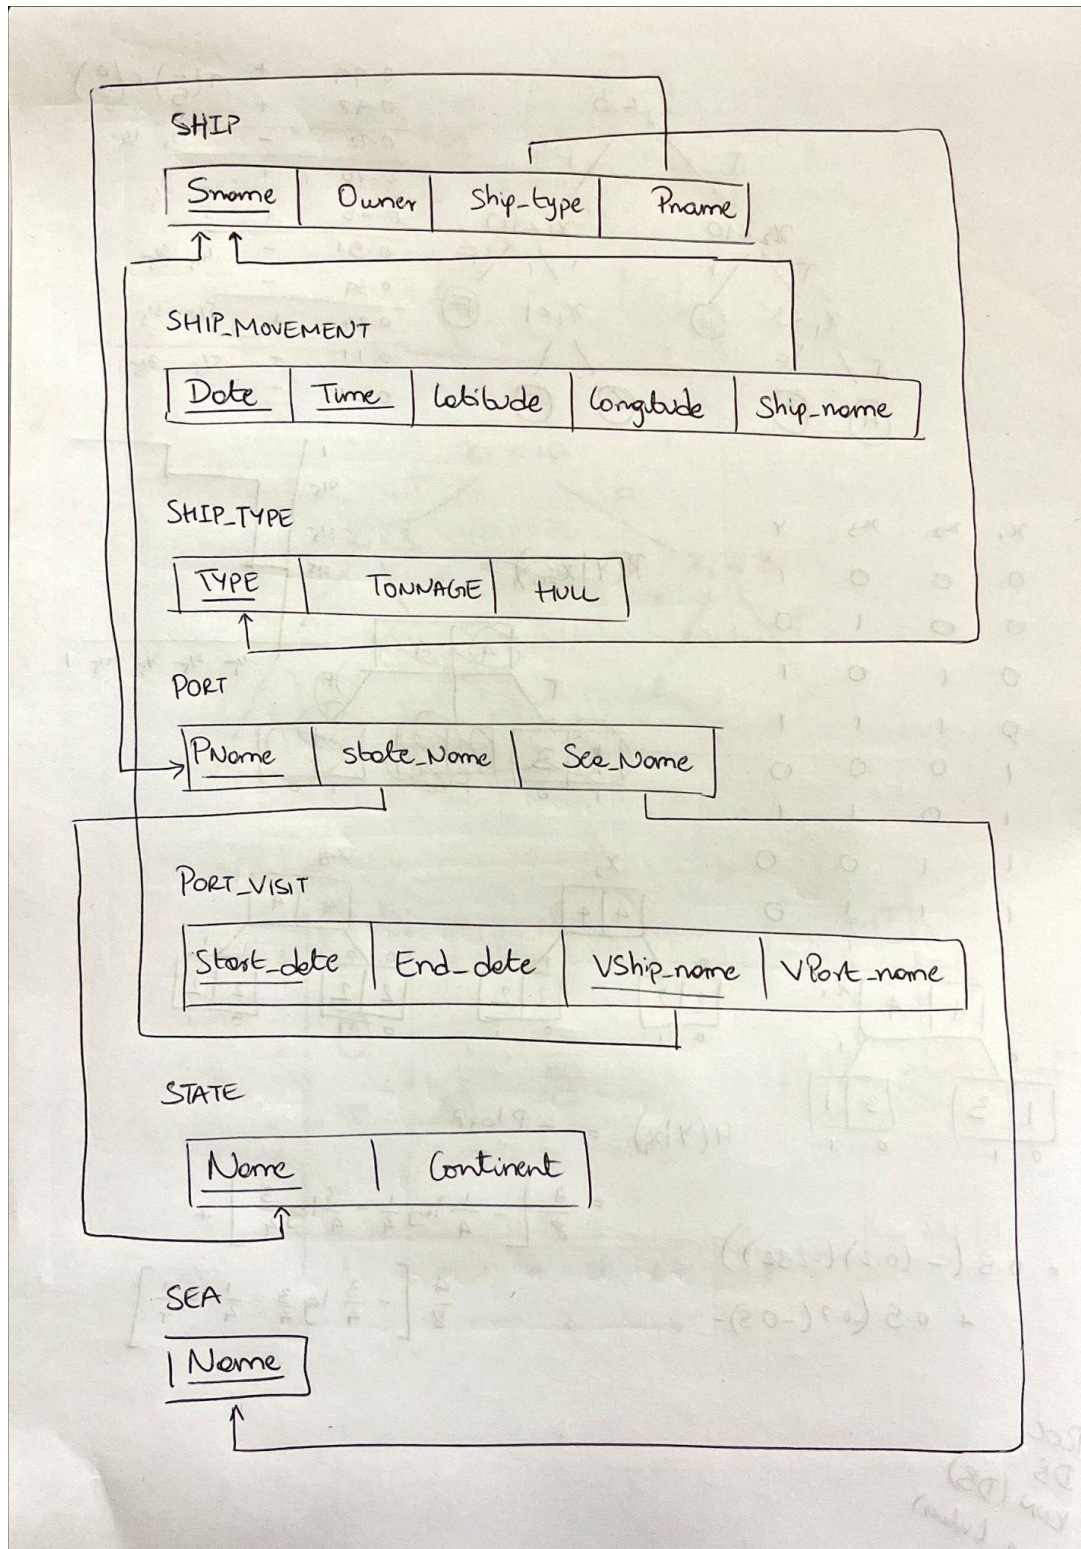 SHIP
Sname Owner Ship_type Pname
SHIP_MOVEMENT
Date Time Latitude Longitude Ship_name
SHIP_TYPE
TYPE TONNAGE HULL
PORT
PName state_Name Sea_Name
PORT_VISIT
Start_date End_date VShip_name VPort_name
STATE
Name Continent
SEA
Name